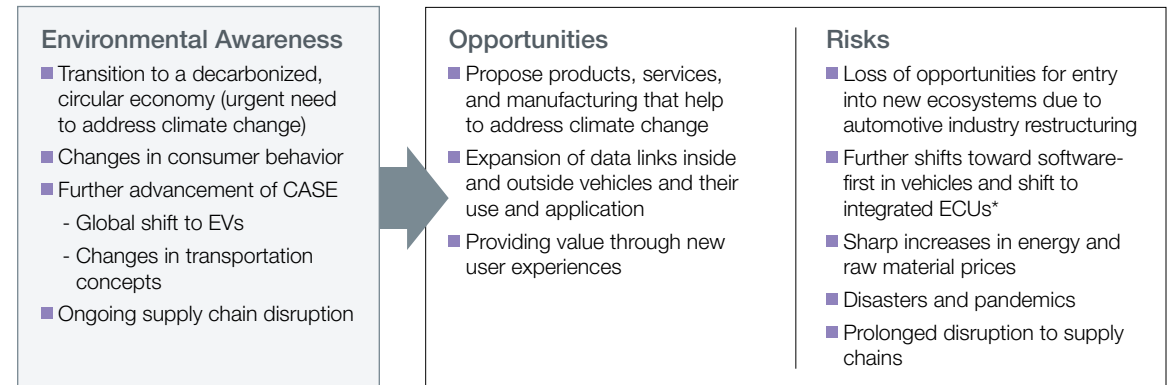 Environmental Awareness
■ Transition to a decarbonized,
circular economy (urgent need
to address climate change)
■ Changes in consumer behavior
■ Further advancement of CASE
- Global shift to EVs
- Changes in transportation
concepts
■ Ongoing supply chain disruption
Opportunities
■ Propose products, services,
and manufacturing that help
to address climate change
■ Expansion of data links inside
and outside vehicles and their
use and application
■ Providing value through new
user experiences
Risks
■ Loss of opportunities for entry
into new ecosystems due to
automotive industry restructuring
■ Further shifts toward software-
first in vehicles and shift to
integrated ECUs*
■ Sharp increases in energy and
raw material prices
■ Disasters and pandemics
■ Prolonged disruption to supply
chains